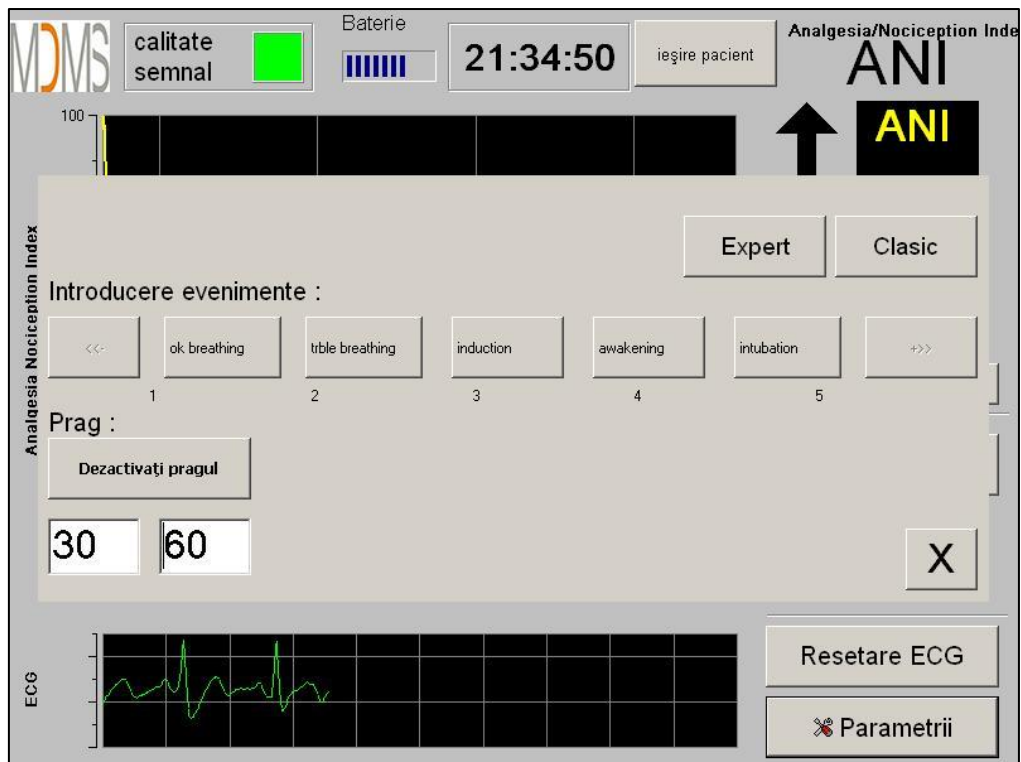 MDMS
calitate
semnal
Baterie
21:34:50
ieşire pacient
Analgesia/Nociception Inde
ANI
100
ANI
Analgesia Nociception Index
Expert
Clasic
Introducere evenimente :
<<-
ok breathing
trble breathing
induction
awakening
intubation
+>>
1
2
3
4
5
Prag :
Dezactivaţi pragul
30
60
X
ECG
Resetare ECG
Parametrii